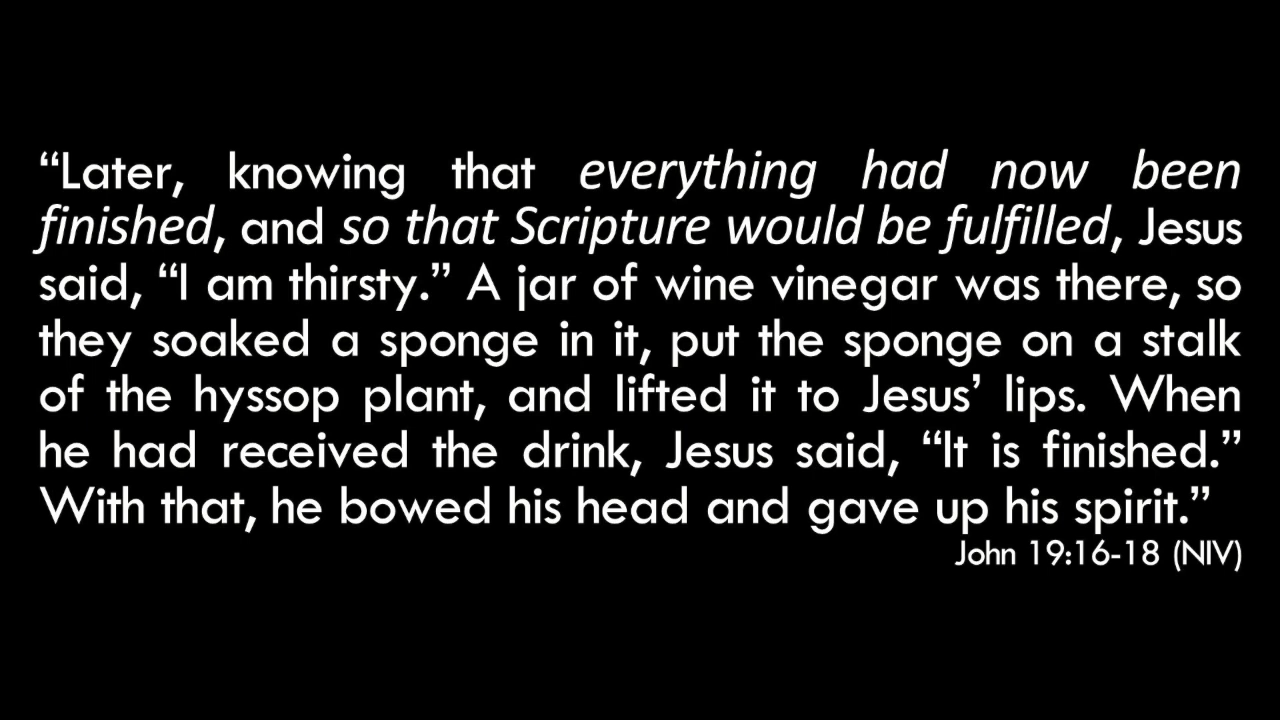 “Later, knowing that everything had now been
finished, and so that Scripture would be fulfilled, Jesus
said, “I am thirsty.” A jar of wine vinegar was there, so
they soaked a sponge in it, put the sponge on a stalk
of the hyssop plant, and lifted it to Jesus’ lips. When
he had received the drink, Jesus said, “It is finished.”
With that, he bowed his head and gave up his spirit.”
John 19:16-18 (NIV)